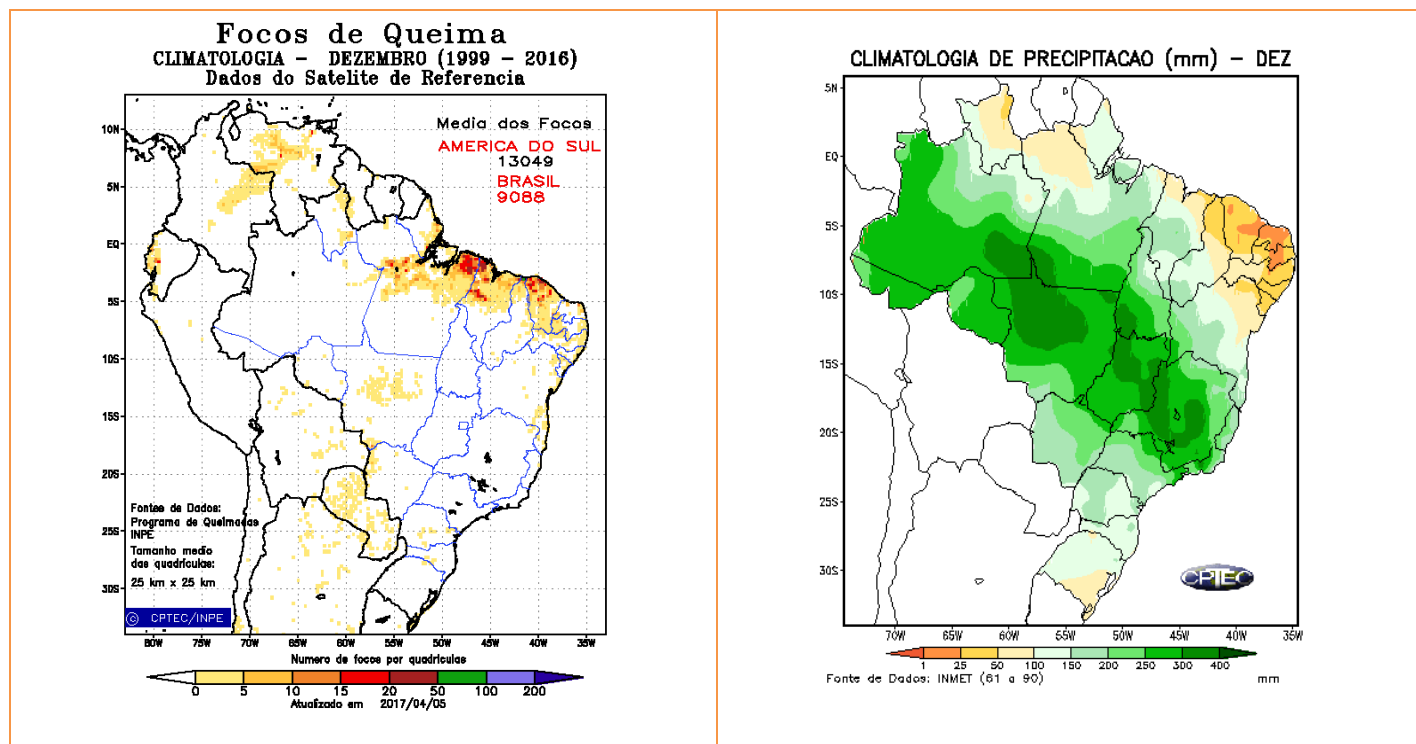 Focos de Queima
CLIMATOLOGIA - DEZEMBRO (1999 - 2016)
Dados do Satelite de Referencia
Media dos Focos
AMERICA DO SUL
13049
BRASIL
9088
10N
5N
EQ
5S
10S
15S
20S
25S
30S
Fontes de Dados:
Programa de Queimadas
INPE
Tamanho medio
das quadriculas:
25 km x 25 km
© CPTEC/INPE
80W 75W 70W 65W 60W 55W 50W 45W 40W 35W
Numero de focos por quadriculas
0 5 10 15 20 50 100 200
Atualizado em 2017/04/05
CLIMATOLOGIA DE PRECIPITACAO (mm) - DEZ
5N
EQ
5S
10S
15S
20S
25S
30S
CPTEC
70W 65W 60W 55W 50W 45W 40W 35W
1 25 50 100 150 200 250 300 400
Fonte de Dados: INMET (61 a 90) mm